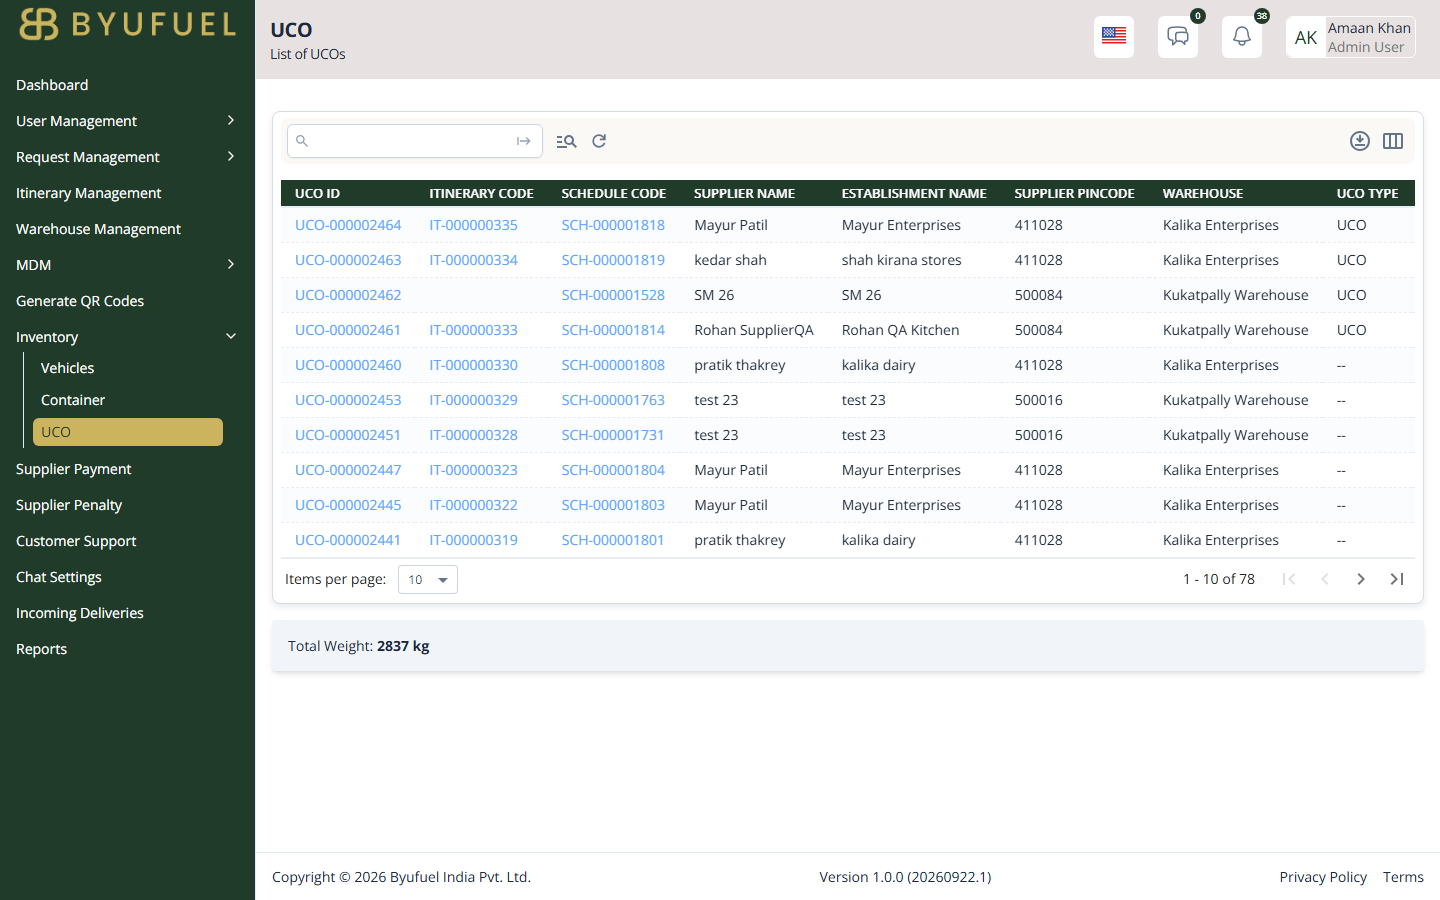 BYUFUEL
Dashboard
User Management
Request Management
Itinerary Management
Warehouse Management
MDM
Generate QR Codes
Inventory
Vehicles
Container
UCO
Supplier Payment
Supplier Penalty
Customer Support
Chat Settings
Incoming Deliveries
Reports
UCO
List of UCOs
0
38
AK
Amaan Khan
Admin User
UCO ID ITINERARY CODE SCHEDULE CODE SUPPLIER NAME ESTABLISHMENT NAME SUPPLIER PINCODE WAREHOUSE UCO TYPE
UCO-000002464 IT-000000335 SCH-000001818 Mayur Patil Mayur Enterprises 411028 Kalika Enterprises UCO
UCO-000002463 IT-000000334 SCH-000001819 kedar shah shah kirana stores 411028 Kalika Enterprises UCO
UCO-000002462 SCH-000001528 SM 26 SM 26 500084 Kukatpally Warehouse UCO
UCO-000002461 IT-000000333 SCH-000001814 Rohan SupplierQA Rohan QA Kitchen 500084 Kukatpally Warehouse UCO
UCO-000002460 IT-000000330 SCH-000001808 pratik thakrey kalika dairy 411028 Kalika Enterprises --
UCO-000002453 IT-000000329 SCH-000001763 test 23 test 23 500016 Kukatpally Warehouse --
UCO-000002451 IT-000000328 SCH-000001731 test 23 test 23 500016 Kukatpally Warehouse --
UCO-000002447 IT-000000323 SCH-000001804 Mayur Patil Mayur Enterprises 411028 Kalika Enterprises --
UCO-000002445 IT-000000322 SCH-000001803 Mayur Patil Mayur Enterprises 411028 Kalika Enterprises --
UCO-000002441 IT-000000319 SCH-000001801 pratik thakrey kalika dairy 411028 Kalika Enterprises --
Items per page: 10 1 - 10 of 78
Total Weight: 2837 kg
Copyright © 2026 Byufuel India Pvt. Ltd. Version 1.0.0 (20260922.1) Privacy Policy Terms